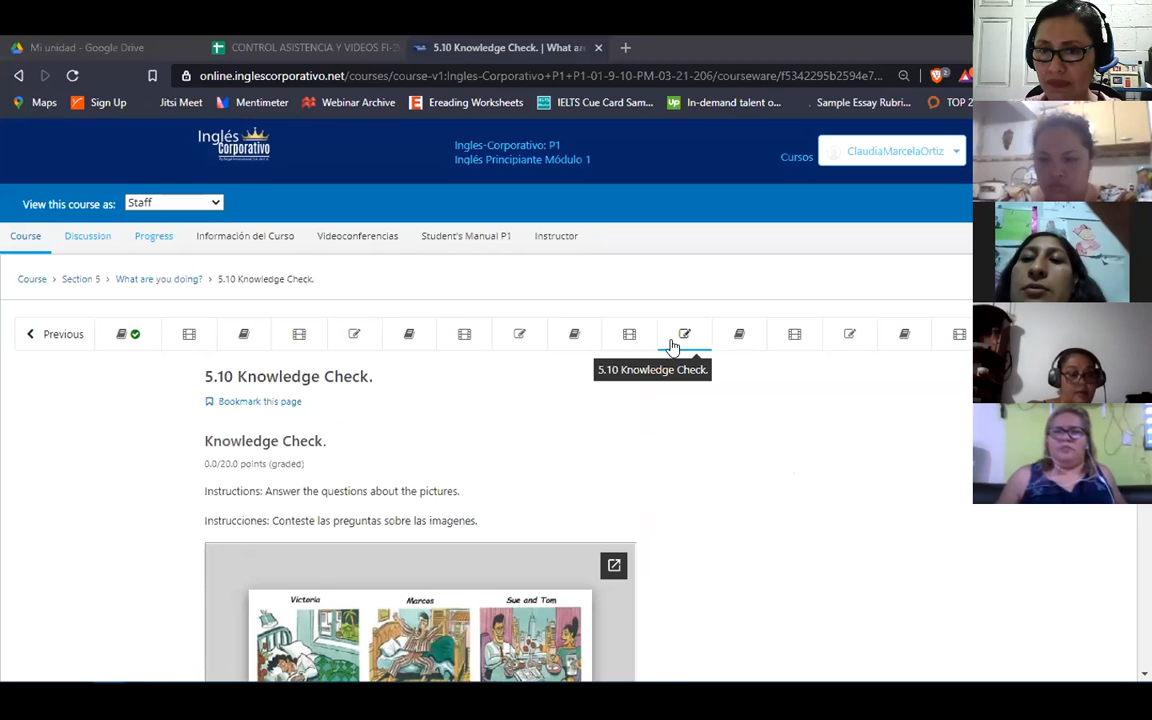 Mi unidad - Google Drive
CONTROL ASISTENCIA Y VIDEOS FI-2
5.10 Knowledge Check. | What ar
online.inglescorporativo.net/courses/course-v1:Ingles-Corporativo+P1+P1-01-9-10-PM-03-21-206/courseware/f5342295b2594e7...
Maps
Sign Up
Jitsi Meet
Mentimeter
Webinar Archive
Ereading Worksheets
IELTS Cue Card Sam...
In-demand talent o...
Sample Essay Rubri...
TOP 2
Inglés
Corporativo
Ingles-Corporativo: P1
Inglés Principiante Módulo 1
Cursos
ClaudiaMarcelaOrtiz
View this course as:
Staff
Course
Discussion
Progress
Información del Curso
Videoconferencias
Student's Manual P1
Instructor
Course > Section 5 > What are you doing? > 5.10 Knowledge Check.
Previous
5.10 Knowledge Check.
5.10 Knowledge Check.
Bookmark this page
Knowledge Check.
0.0/20.0 points (graded)
Instructions: Answer the questions about the pictures.
Instrucciones: Conteste las preguntas sobre las imagenes.
Victoria
Marcos
Sue and Tom